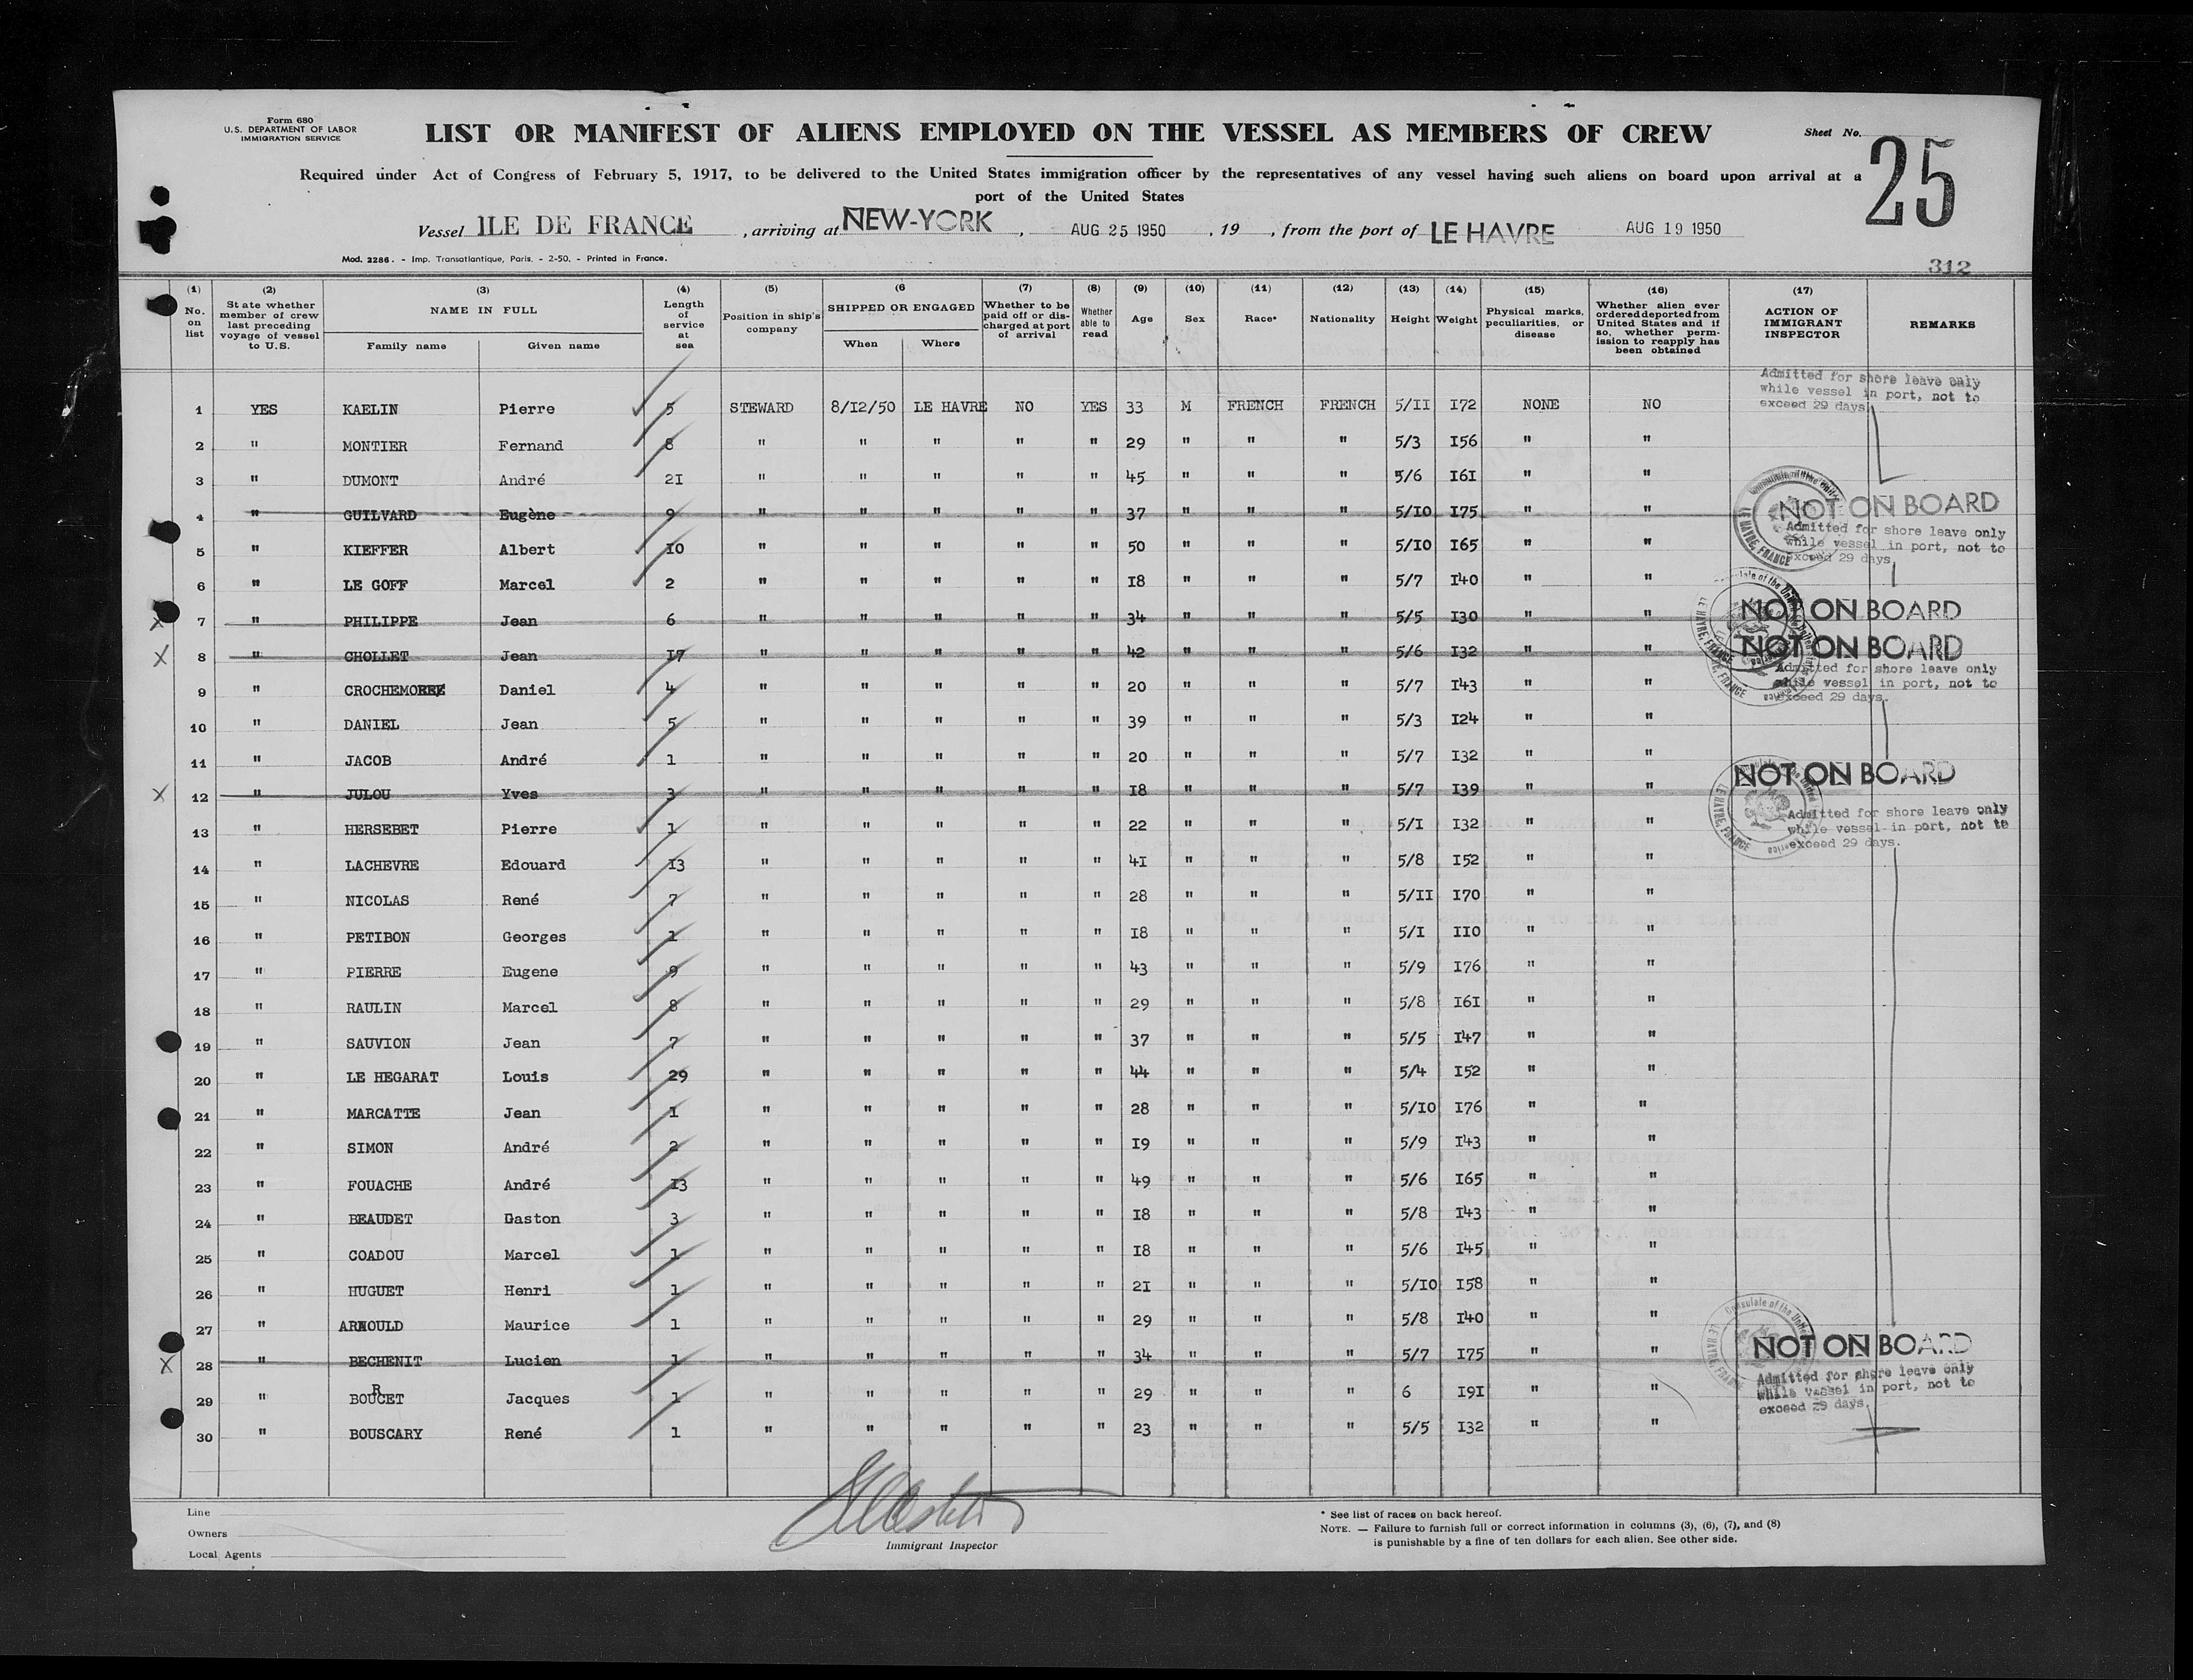 Form 680
U.S. DEPARTMENT OF LABOR
IMMIGRATION SERVICE
LIST OR MANIFEST OF ALIENS EMPLOYED ON THE VESSEL AS MEMBERS OF CREW
Sheet No.
25
Required under Act of Congress of February 5, 1917, to be delivered to the United States immigration officer by the representatives of any vessel having such aliens on board upon arrival at a
port of the United States
Vessel ILE DE FRANCE , arriving at NEW-YORK , AUG 25 1950 , 19 , from the port of LE HAVRE AUG 19 1950
Mod. 2286. - Imp. Transatlantique, Paris. - 2-50. - Printed in France.
312
(1) No. on list
(2) State whether member of crew last preceding voyage of vessel to U.S.
(3) NAME IN FULL Family name Given name
(4) Length of service at sea
(5) Position in ship's company
(6 SHIPPED OR ENGAGED When Where
(7) Whether to be paid off or discharged at port of arrival
(8) Whether able to read
(9) Age
(10) Sex
(11) Race*
(12) Nationality
(13) Height
(14) Weight
(15) Physical marks, peculiarities, or disease
(16) Whether alien ever ordered deported from United States and if so, whether permission to reapply has been obtained
(17) ACTION OF IMMIGRANT INSPECTOR
REMARKS
Admitted for shore leave only
while vessel in port, not to
exceed 29 days
1 YES KAELIN Pierre 5 STEWARD 8/12/50 LE HAVRE NO YES 33 M FRENCH FRENCH 5/11 172 NONE NO
2 " MONTIER Fernand 8 " " " " " 29 " " " 5/3 156 " "
3 " DUMONT André 21 " " " " " 45 " " " 5/6 161 " "
4 " GUILVARD Eugène 9 " " " " " 37 " " " 5/10 175 " " NOT ON BOARD
Admitted for shore leave only
while vessel in port, not to
exceed 29 days
5 " KIEFFER Albert 10 " " " " " 50 " " " 5/10 165 " "
6 " LE GOFF Marcel 2 " " " " " 18 " " " 5/7 140 " "
7 " PHILIPPE Jean 6 " " " " " 34 " " " 5/5 130 " " NOT ON BOARD
8 " CHOLLET Jean 17 " " " " " 42 " " " 5/6 132 " " NOT ON BOARD
Admitted for shore leave only
while vessel in port, not to
exceed 29 days.
9 " CROCHEMORE Daniel 4 " " " " " 20 " " " 5/7 143 " "
10 " DANIEL Jean 5 " " " " " 39 " " " 5/3 124 " "
11 " JACOB André 1 " " " " " 20 " " " 5/7 132 " "
12 " JULOU Yves 3 " " " " " 18 " " " 5/7 139 " " NOT ON BOARD
Admitted for shore leave only
while vessel in port, not to
exceed 29 days.
13 " HERSEBET Pierre 1 " " " " " 22 " " " 5/1 132 " "
14 " LACHEVRE Edouard 13 " " " " " 41 " " " 5/8 152 " "
15 " NICOLAS René 7 " " " " " 28 " " " 5/11 170 " "
16 " PETIBON Georges 1 " " " " " 18 " " " 5/1 110 " "
17 " PIERRE Eugene 9 " " " " " 43 " " " 5/9 176 " "
18 " RAULIN Marcel 8 " " " " " 29 " " " 5/8 161 " "
19 " SAUVION Jean 7 " " " " " 37 " " " 5/5 147 " "
20 " LE HEGARAT Louis 29 " " " " " 44 " " " 5/4 152 " "
21 " MARCATTE Jean 1 " " " " " 28 " " " 5/10 176 " "
22 " SIMON André 2 " " " " " 19 " " " 5/9 143 " "
23 " FOUACHE André 13 " " " " " 49 " " " 5/6 165 " "
24 " BEAUDET Gaston 3 " " " " " 18 " " " 5/8 143 " "
25 " COADOU Marcel 1 " " " " " 18 " " " 5/6 145 " "
26 " HUGUET Henri 1 " " " " " 21 " " " 5/10 158 " "
27 " ARNOULD Maurice 1 " " " " " 29 " " " 5/8 140 " "
28 " BECHENIT Lucien 1 " " " " " 34 " " " 5/7 175 " " NOT ON BOARD
Admitted for shore leave only
while vessel in port, not to
exceed 29 days.
29 " BOURCET Jacques 1 " " " " " 29 " " " 6 191 " "
30 " BOUSCARY René 1 " " " " " 23 " " " 5/5 132 " "
Line
Owners
Local Agents
Immigrant Inspector
* See list of races on back hereof.
NOTE. — Failure to furnish full or correct information in columns (3), (6), (7), and (8)
is punishable by a fine of ten dollars for each alien. See other side.